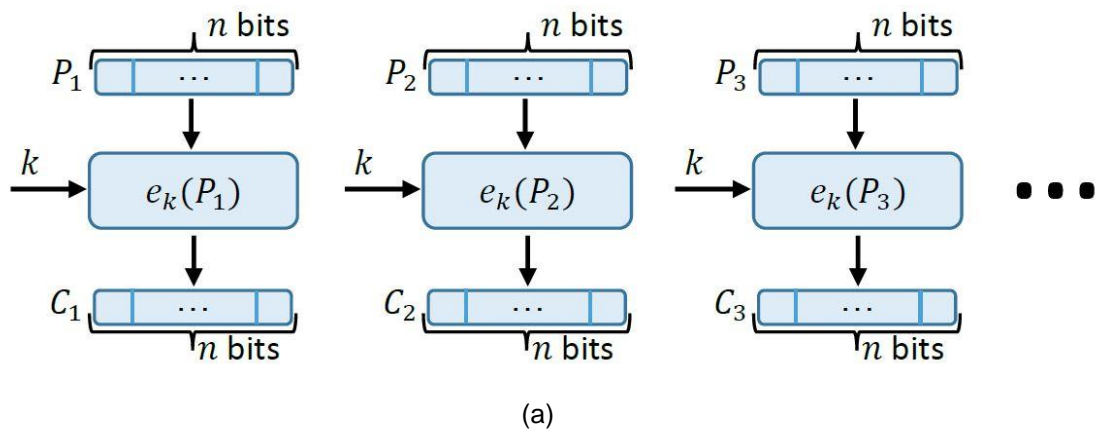 n bits n bits n bits
P₁ ... P₂ ... P₃ ...
k eₖ(P₁) k eₖ(P₂) k eₖ(P₃) ...
C₁ ... C₂ ... C₃ ...
n bits n bits n bits
(a)